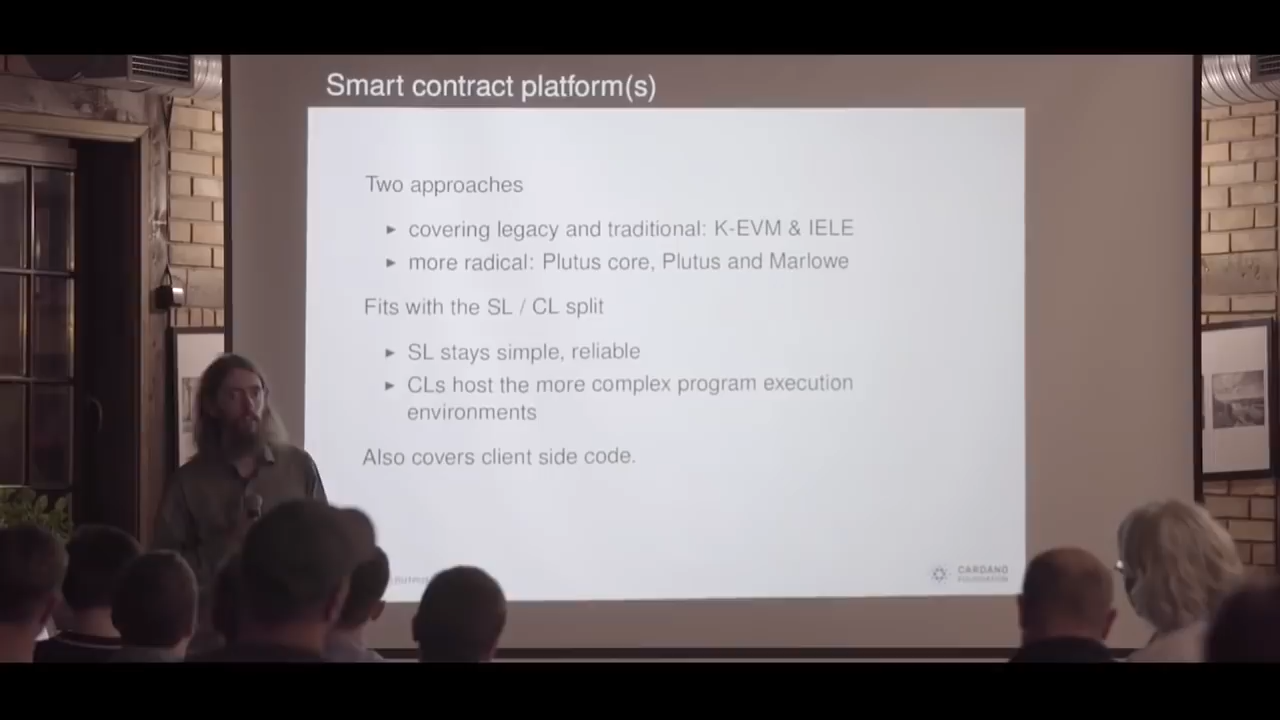 Smart contract platform(s)
Two approaches
► covering legacy and traditional: K-EVM & IELE
► more radical: Plutus core, Plutus and Marlowe
Fits with the SL / CL split
► SL stays simple, reliable
► CLs host the more complex program execution
environments
Also covers client side code.
CARDANO
FOUNDATION